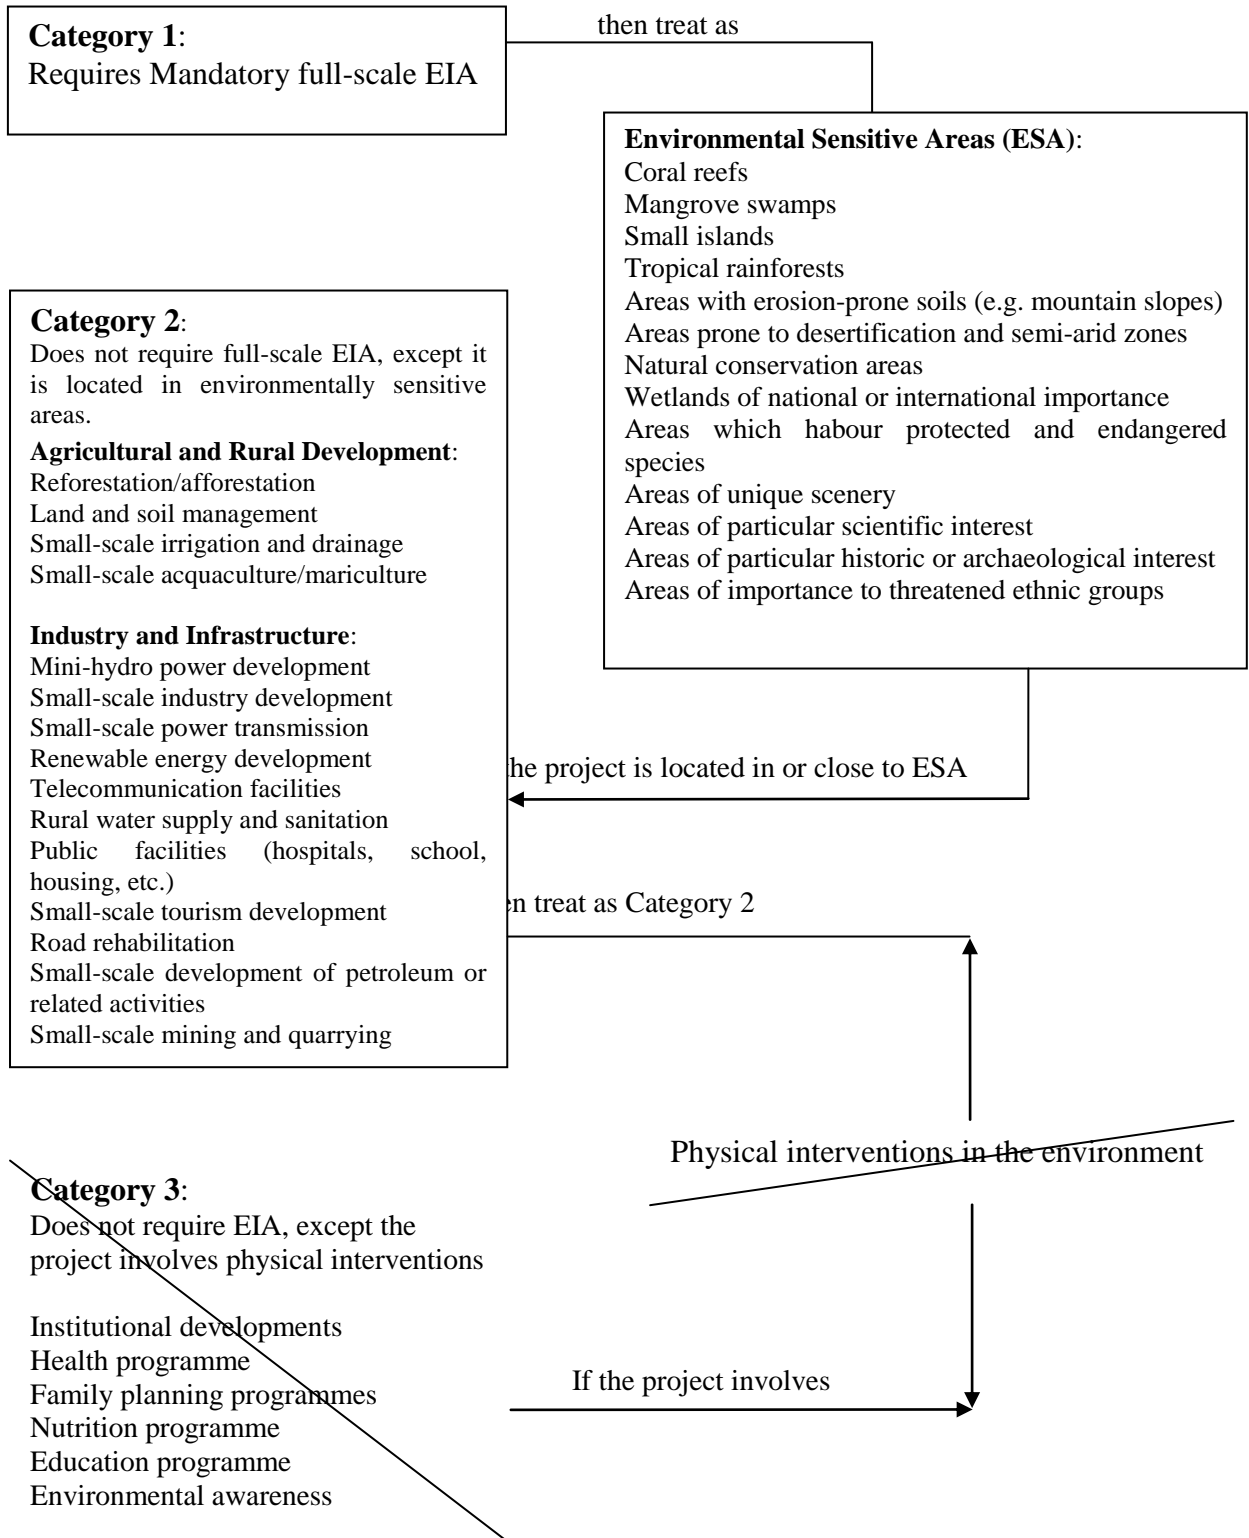 then treat as
Category 1:
Requires Mandatory full-scale EIA
Environmental Sensitive Areas (ESA):
Coral reefs
Mangrove swamps
Small islands
Tropical rainforests
Areas with erosion-prone soils (e.g. mountain slopes)
Areas prone to desertification and semi-arid zones
Natural conservation areas
Wetlands of national or international importance
Areas which habour protected and endangered
species
Areas of unique scenery
Areas of particular scientific interest
Areas of particular historic or archaeological interest
Areas of importance to threatened ethnic groups
Category 2:
Does not require full-scale EIA, except it
is located in environmentally sensitive
areas.
Agricultural and Rural Development:
Reforestation/afforestation
Land and soil management
Small-scale irrigation and drainage
Small-scale acquaculture/mariculture
Industry and Infrastructure:
Mini-hydro power development
Small-scale industry development
Small-scale power transmission
Renewable energy development
Telecommunication facilities
Rural water supply and sanitation
Public facilities (hospitals, school,
housing, etc.)
Small-scale tourism development
Road rehabilitation
Small-scale development of petroleum or
related activities
Small-scale mining and quarrying
the project is located in or close to ESA
en treat as Category 2
Physical interventions in the environment
Category 3:
Does not require EIA, except the
project involves physical interventions
Institutional developments
Health programme
Family planning programmes
Nutrition programme
Education programme
Environmental awareness
If the project involves